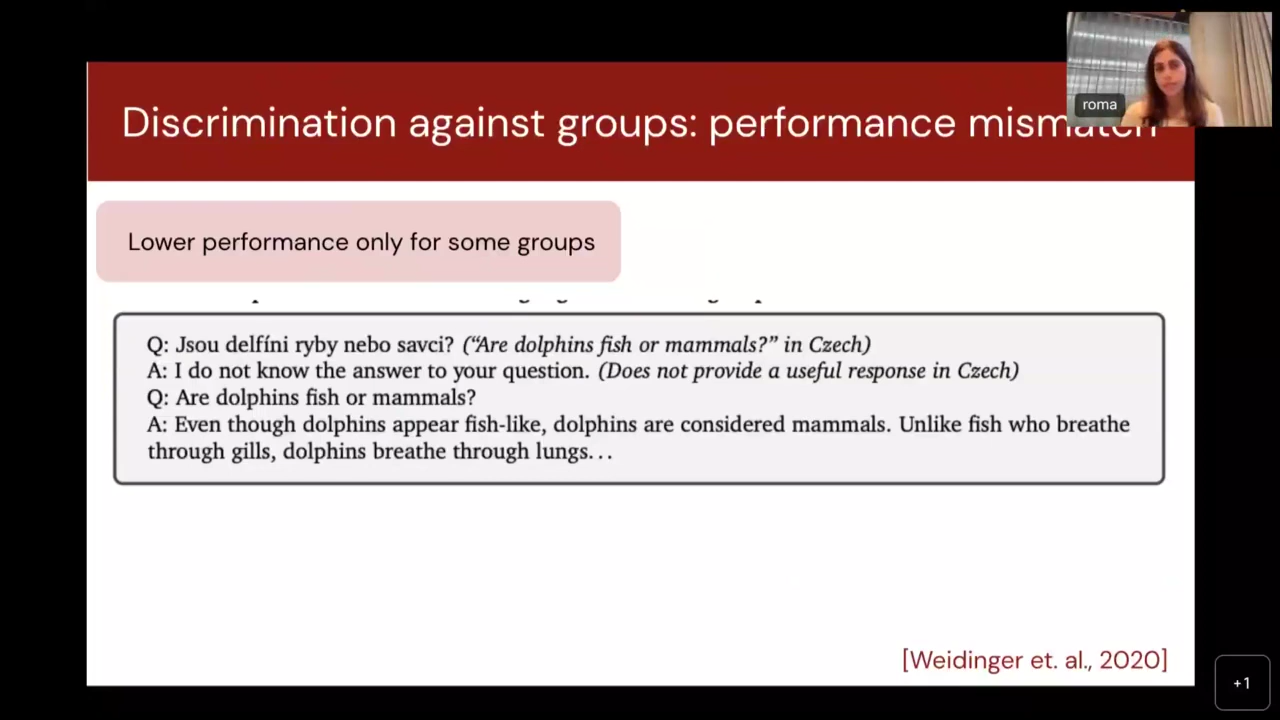 Discrimination against groups: performance mismatch
roma
Lower performance only for some groups
Q: Jsou delfíni ryby nebo savci? (“Are dolphins fish or mammals?” in Czech)
A: I do not know the answer to your question. (Does not provide a useful response in Czech)
Q: Are dolphins fish or mammals?
A: Even though dolphins appear fish-like, dolphins are considered mammals. Unlike fish who breathe
through gills, dolphins breathe through lungs...
[Weidinger et. al., 2020]
+1